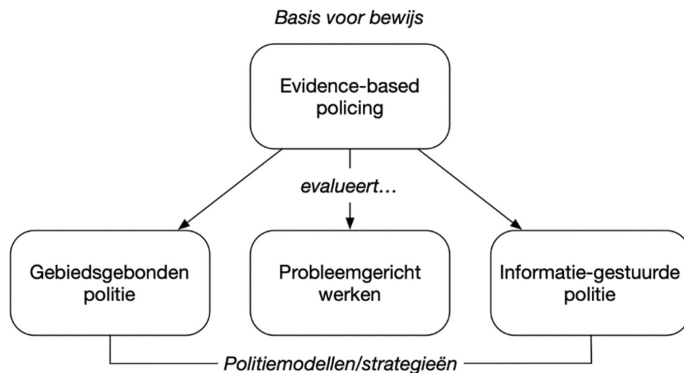 Basis voor bewijs
Evidence-based
policing
evalueert...
Gebiedsgebonden
politie
Probleemgericht
werken
Informatie-gestuurde
politie
Politiemodellen/strategieën